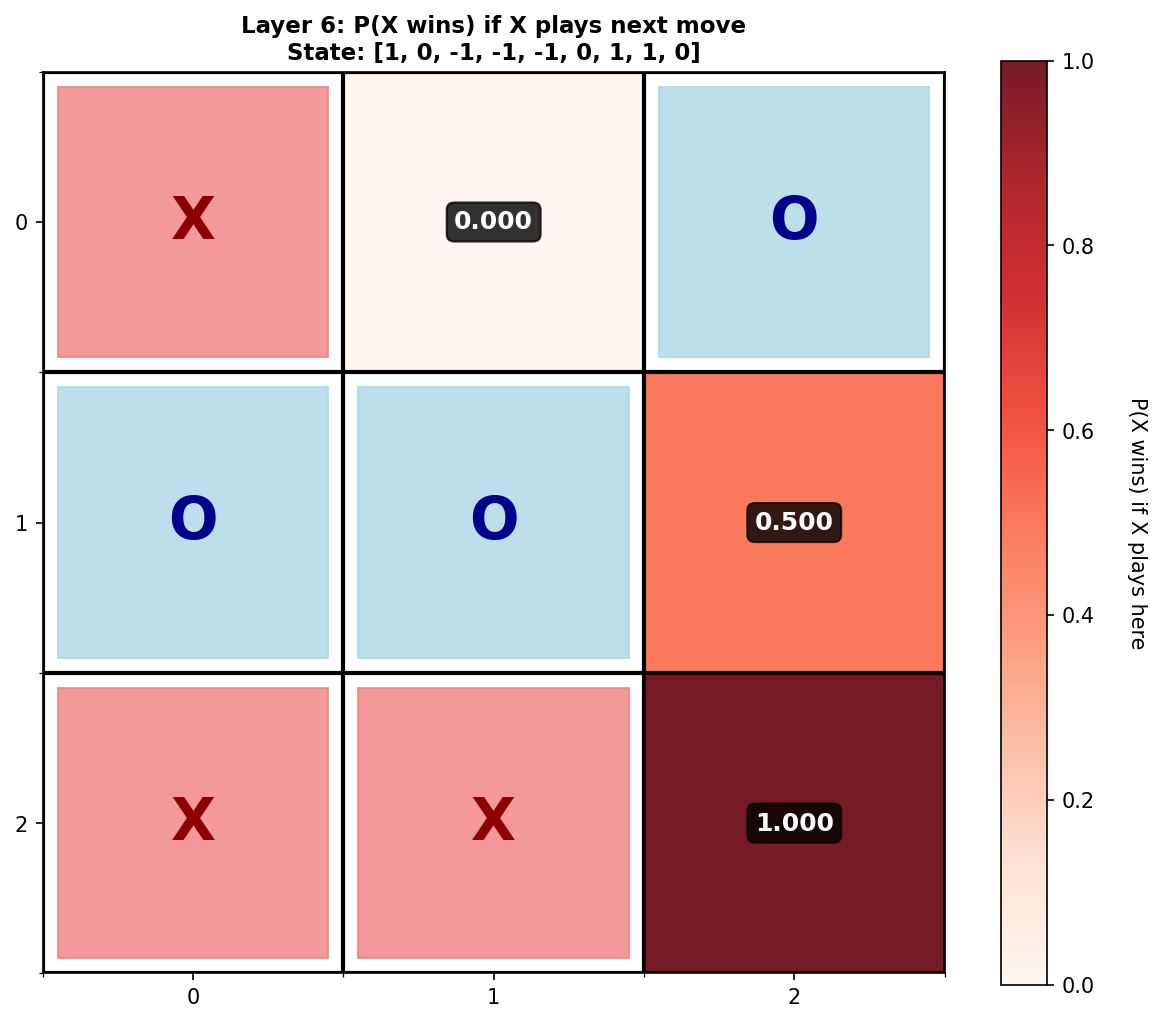 Layer 6: P(X wins) if X plays next move
State: [1, 0, -1, -1, -1, 0, 1, 1, 0]
1.0
0
X
0.000
O
0.8
0.6
1
O
O
0.500
P(X wins) if X plays here
0.4
2
X
X
1.000
0.2
0.0
0
1
2